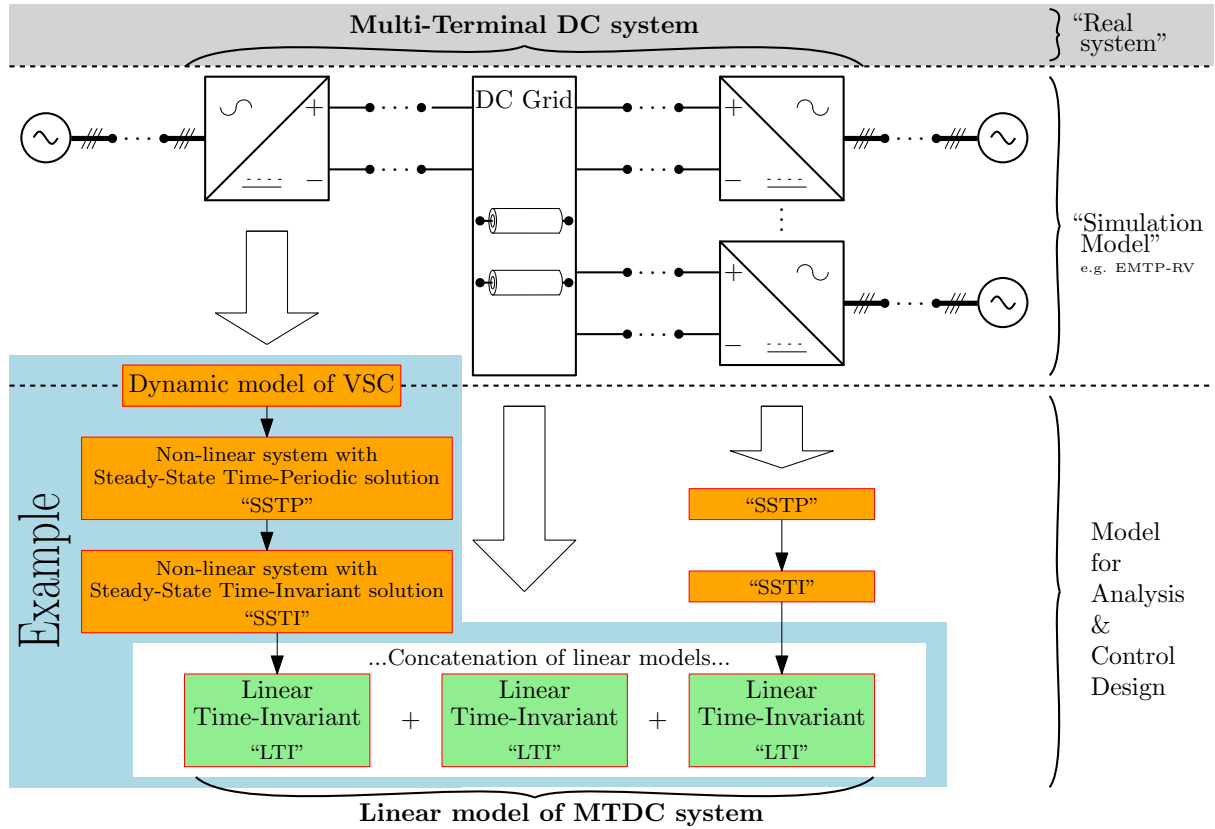 Multi-Terminal DC system
“Real
system”
DC Grid
+
−
+
−
+
−
“Simulation
Model”
e.g. EMTP-RV
Dynamic model of VSC
Non-linear system with
Steady-State Time-Periodic solution
“SSTP”
Non-linear system with
Steady-State Time-Invariant solution
“SSTI”
Example
“SSTP”
“SSTI”
Model
for
Analysis
&
Control
Design
...Concatenation of linear models...
Linear
Time-Invariant
“LTI”
+
Linear
Time-Invariant
“LTI”
+
Linear
Time-Invariant
“LTI”
Linear model of MTDC system